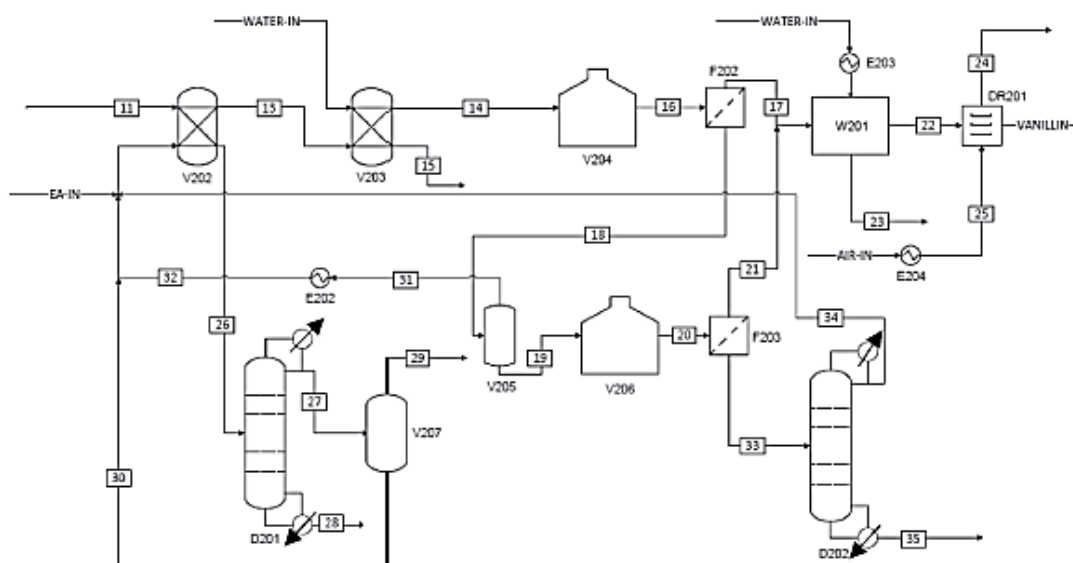 WATER-IN
WATER-IN
E203
24
DR201
11
13
14
16
F202
17
W201
22
VANILLIN
V202
V203
15
V204
EA-IN
23
25
18
AIR-IN
E204
32
E202
31
21
26
29
19
20
F203
34
V205
V206
27
V207
33
30
28
D201
35
D202